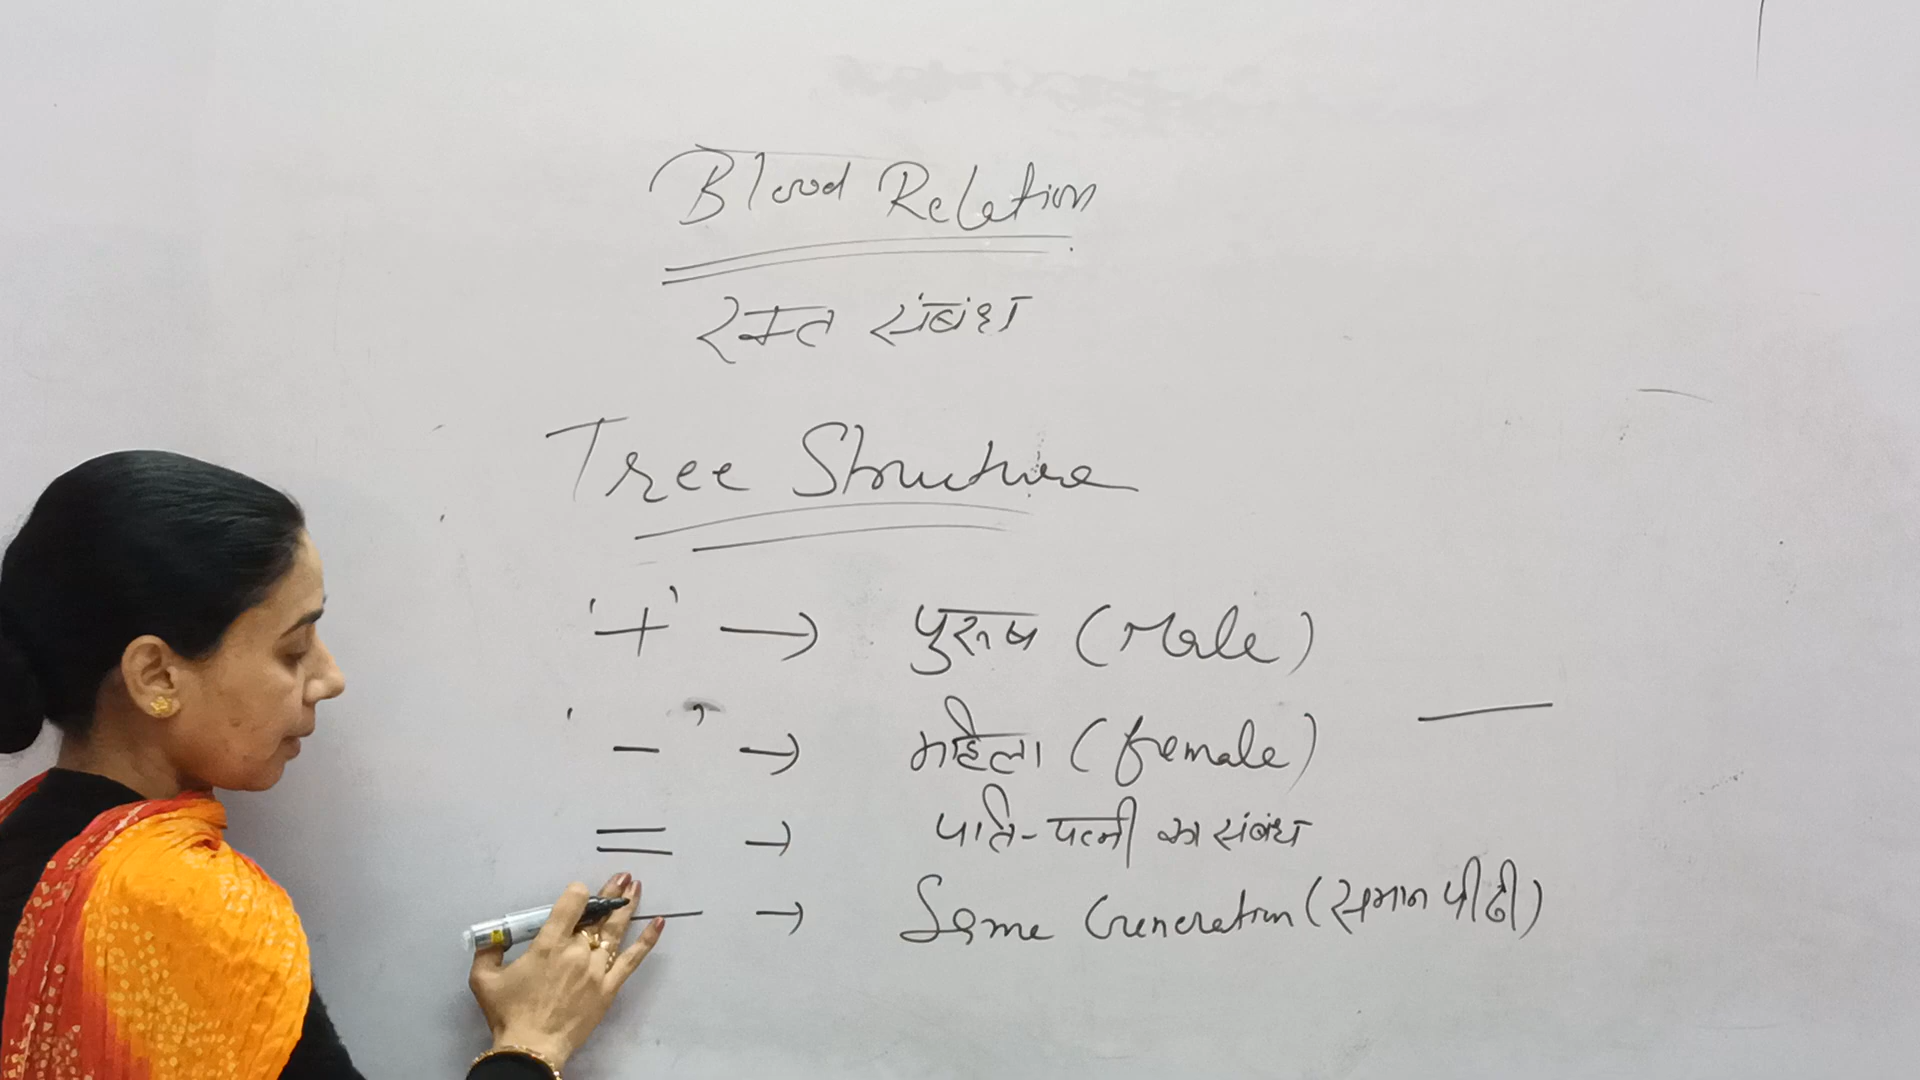 Blood Relation
रक्त संबंध
Tree Structure
'+' → पुरूष (Male)
'-' → महिला (female)
= → पति-पत्नी का संबंध
— → Same Generation (समान पीढी)